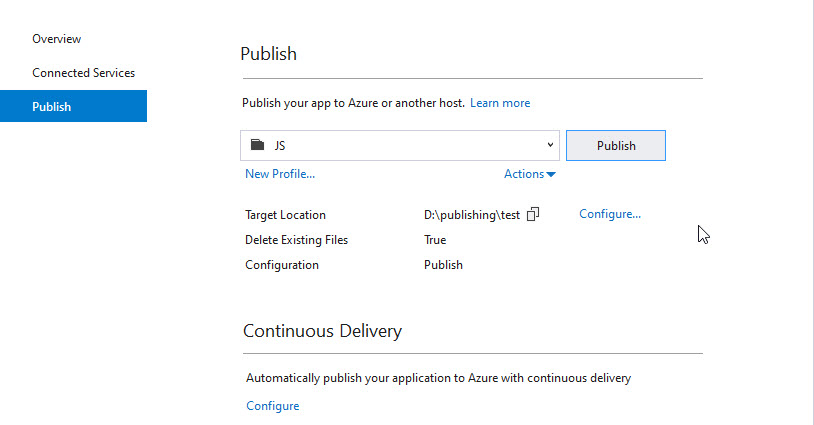 Overview
Connected Services
Publish
Publish
Publish your app to Azure or another host. Learn more
JS
Publish
New Profile...
Actions
Target Location D:\publishing\test Configure...
Delete Existing Files True
Configuration Publish
Continuous Delivery
Automatically publish your application to Azure with continuous delivery
Configure